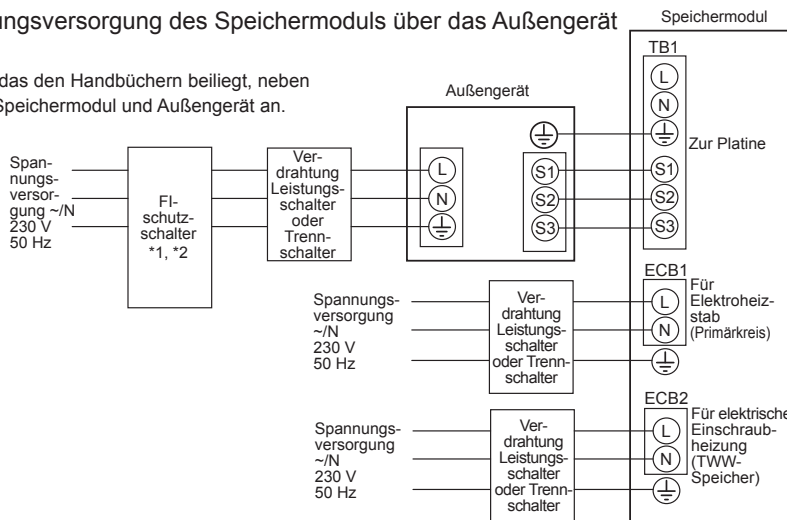 ungsversorgung des Speichermoduls über das Außengerät
das den Handbüchern beiliegt, neben
Speichermodul und Außengerät an.
Speichermodul
TB1
L
N
Zur Platine
S1
S2
S3
Außengerät
L
N
S1
S2
S3
Span-
nungs-
versor-
gung ~/N
230 V
50 Hz
FI-
schutz-
schalter
*1, *2
Ver-
drahtung
Leistungs-
schalter
oder
Trenn-
schalter
ECB1
L
N
Für
Elektroheiz-
stab
(Primärkreis)
Spannungs-
versorgung
~/N
230 V
50 Hz
Ver-
drahtung
Leistungs-
schalter
oder Trenn-
schalter
ECB2
L
N
Für elektrische
Einschraub-
heizung
(TWW-
Speicher)
Spannungs-
versorgung
~/N
230 V
50 Hz
Ver-
drahtung
Leistungs-
schalter
oder Trenn-
schalter